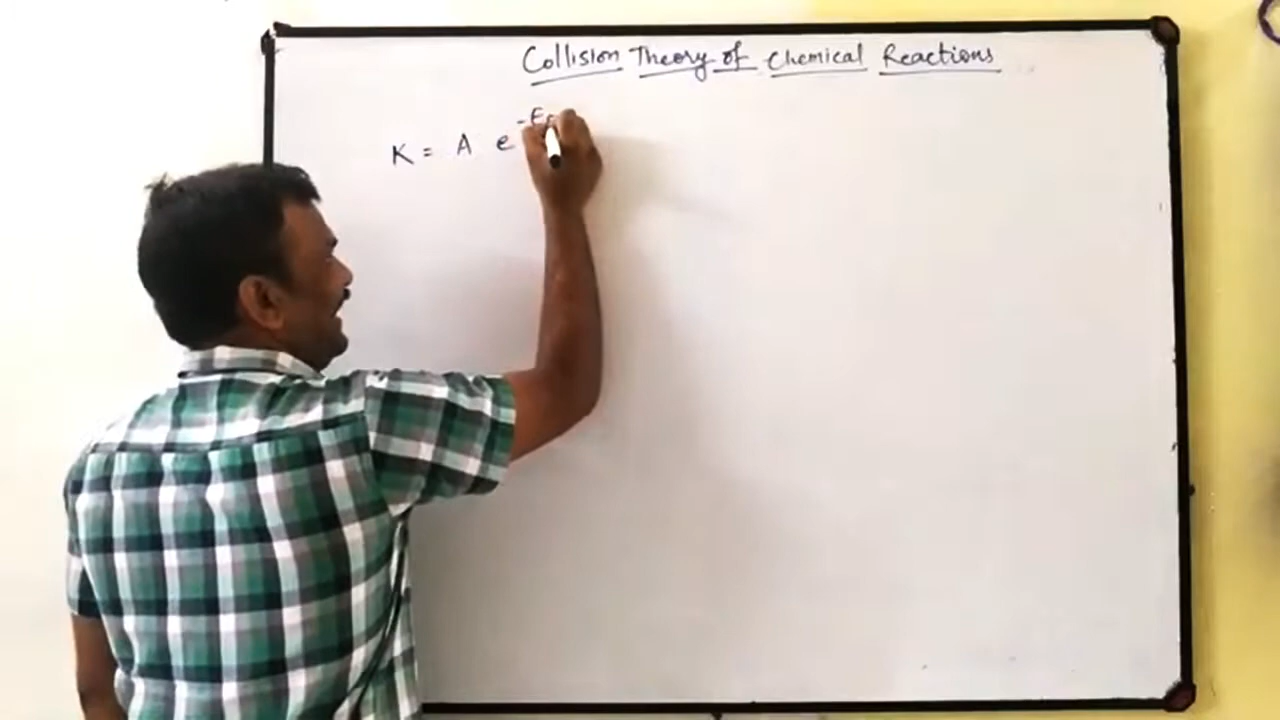 Collision Theory of Chemical Reactions
K = A e^-E